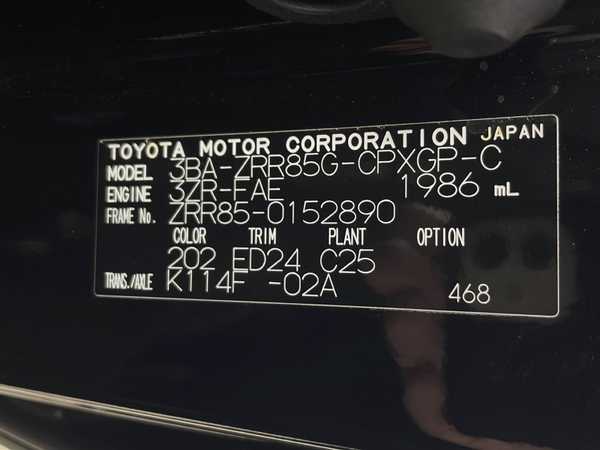 TOYOTA MOTOR CORPORATION JAPAN
MODEL 3BA-ZRR85G-CPXGP-C
ENGINE 3ZR-FAE 1986 mL
FRAME No. ZRR85-0152890
COLOR TRIM PLANT OPTION
202 ED24 C25
TRANS./AXLE K114F -02A 468